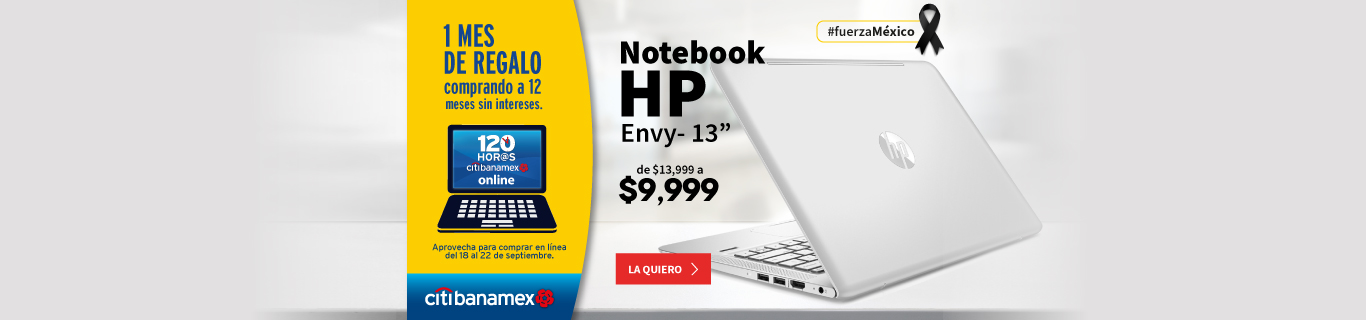 1 MES
DE REGALO
comprando a 12
meses sin intereses.
120
HOR@S
citibanamex
online
Aprovecha para comprar en línea
del 18 al 22 de septiembre.
citibanamex
Notebook
HP
Envy- 13”
de $13,999 a
$9,999
LA QUIERO
#fuerzaMéxico
hp